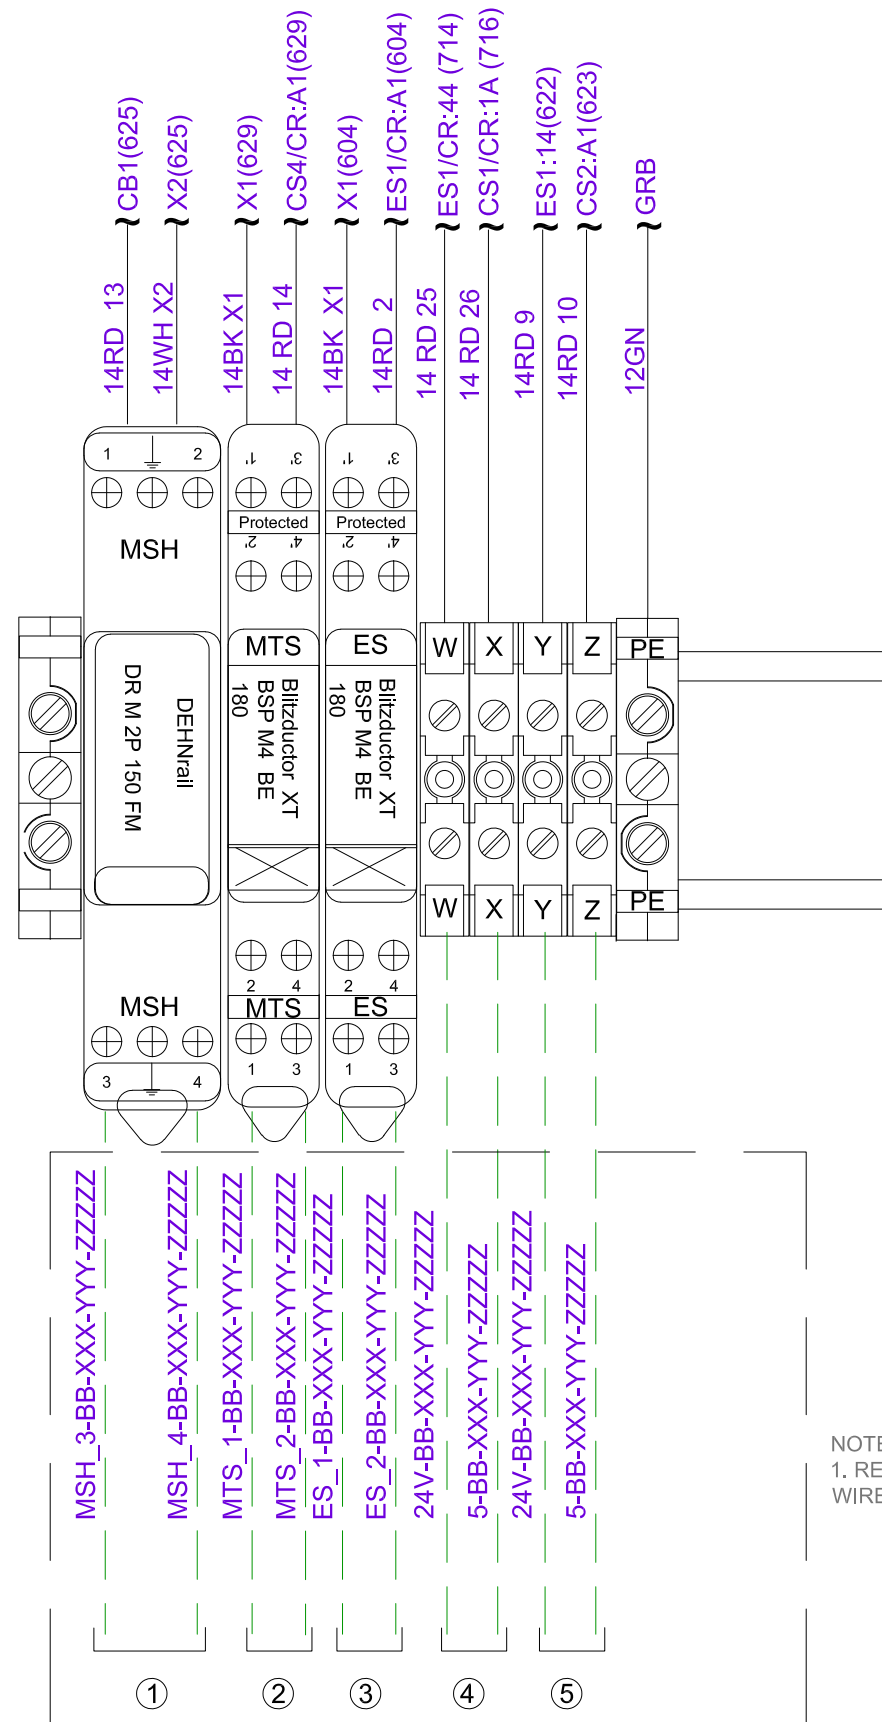 CB1(625)
X2(625)
X1(629)
CS4/CR:A1(629)
X1(604)
ES1/CR:A1(604)
ES1/CR:44 (714)
CS1/CR:1A (716)
ES1:14(622)
CS2:A1(623)
GRB
14RD 13
14WH X2
14BK X1
14 RD 14
14BK X1
14RD 2
14 RD 25
14 RD 26
14RD 9
14RD 10
12GN
1 2
MSH
1' 3'
Protected
2' 4'
1' 3'
Protected
2' 4'
MTS
ES
W
X
Y
Z
PE
DEHNrail
DR M 2P 150 FM
Blitzductor XT
BSP M4 BE
180
Blitzductor XT
BSP M4 BE
180
W
X
Y
Z
PE
MSH
3 4
2 4
MTS
1 3
2 4
ES
1 3
MSH_3-BB-XXX-YYY-ZZZZZ
MSH_4-BB-XXX-YYY-ZZZZZ
MTS_1-BB-XXX-YYY-ZZZZZ
MTS_2-BB-XXX-YYY-ZZZZZ
ES_1-BB-XXX-YYY-ZZZZZ
ES_2-BB-XXX-YYY-ZZZZZ
24V-BB-XXX-YYY-ZZZZZ
5-BB-XXX-YYY-ZZZZZ
24V-BB-XXX-YYY-ZZZZZ
5-BB-XXX-YYY-ZZZZZ
NOTE
1. RE
WIRE
1
2
3
4
5